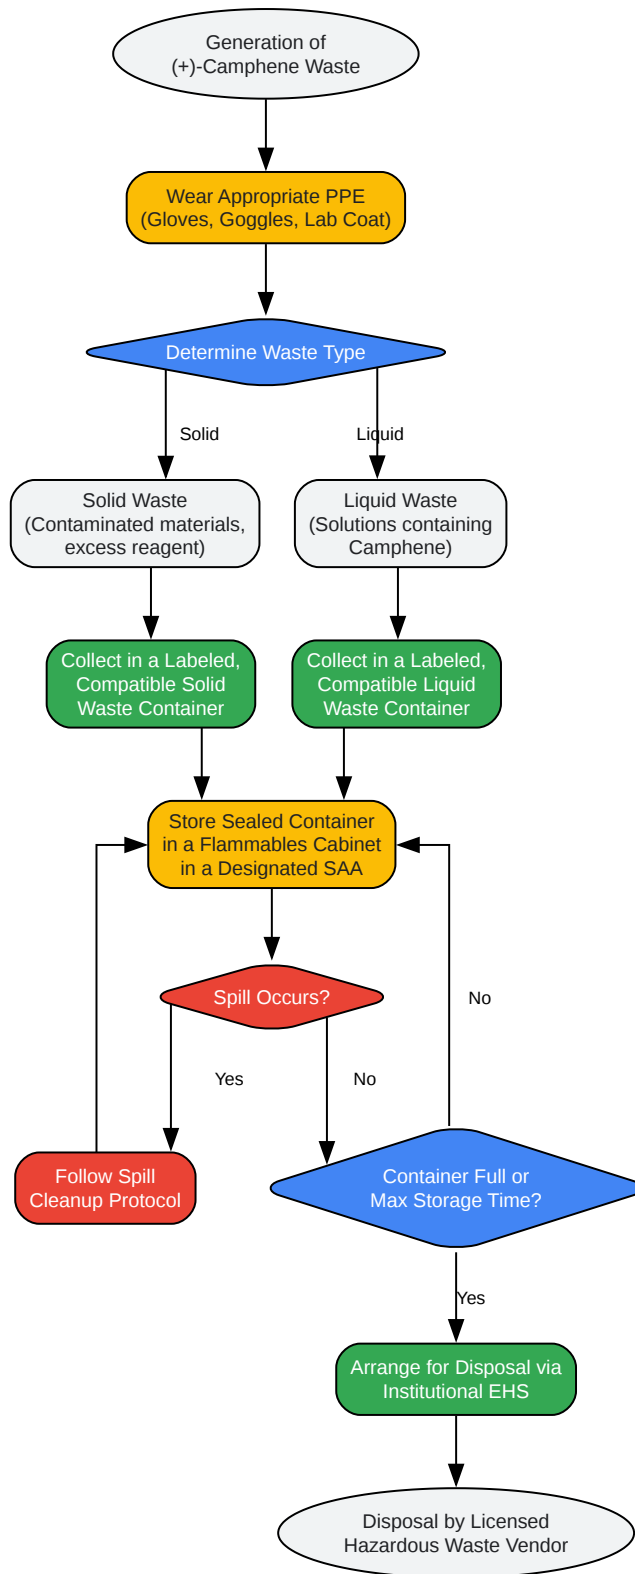 Generation of
(+)-Camphene Waste
Wear Appropriate PPE
(Gloves, Goggles, Lab Coat)
Determine Waste Type
Solid
Liquid
Solid Waste
(Contaminated materials,
excess reagent)
Liquid Waste
(Solutions containing
Camphene)
Collect in a Labeled,
Compatible Solid
Waste Container
Collect in a Labeled,
Compatible Liquid
Waste Container
Store Sealed Container
in a Flammables Cabinet
in a Designated SAA
Spill Occurs?
No
Yes
No
Follow Spill
Cleanup Protocol
Container Full or
Max Storage Time?
Yes
Arrange for Disposal via
Institutional EHS
Disposal by Licensed
Hazardous Waste Vendor